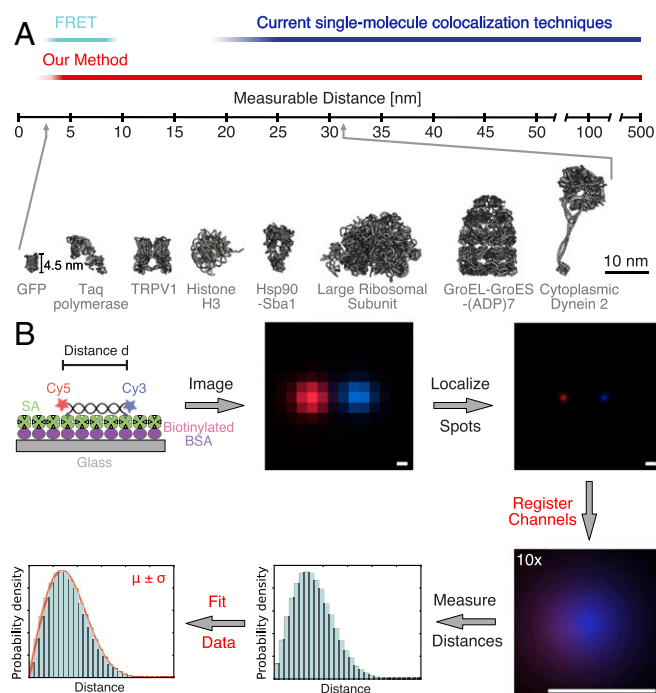 A
FRET
Current single-molecule colocalization techniques
Our Method
Measurable Distance [nm]
0 5 10 15 20 25 30 35 40 45 50 100 500
4.5 nm
10 nm
GFP
Taq
polymerase
TRPV1
Histone
H3
Hsp90
-Sba1
Large Ribosomal
Subunit
GroEL-GroES
-(ADP)7
Cytoplasmic
Dynein 2
B
Distance d
Cy5
Cy3
SA
Biotinylated
BSA
Glass
Image
Localize
Spots
Register
Channels
10x
Measure
Distances
Probability density
Distance
Fit
Data
μ ± σ
Probability density
Distance